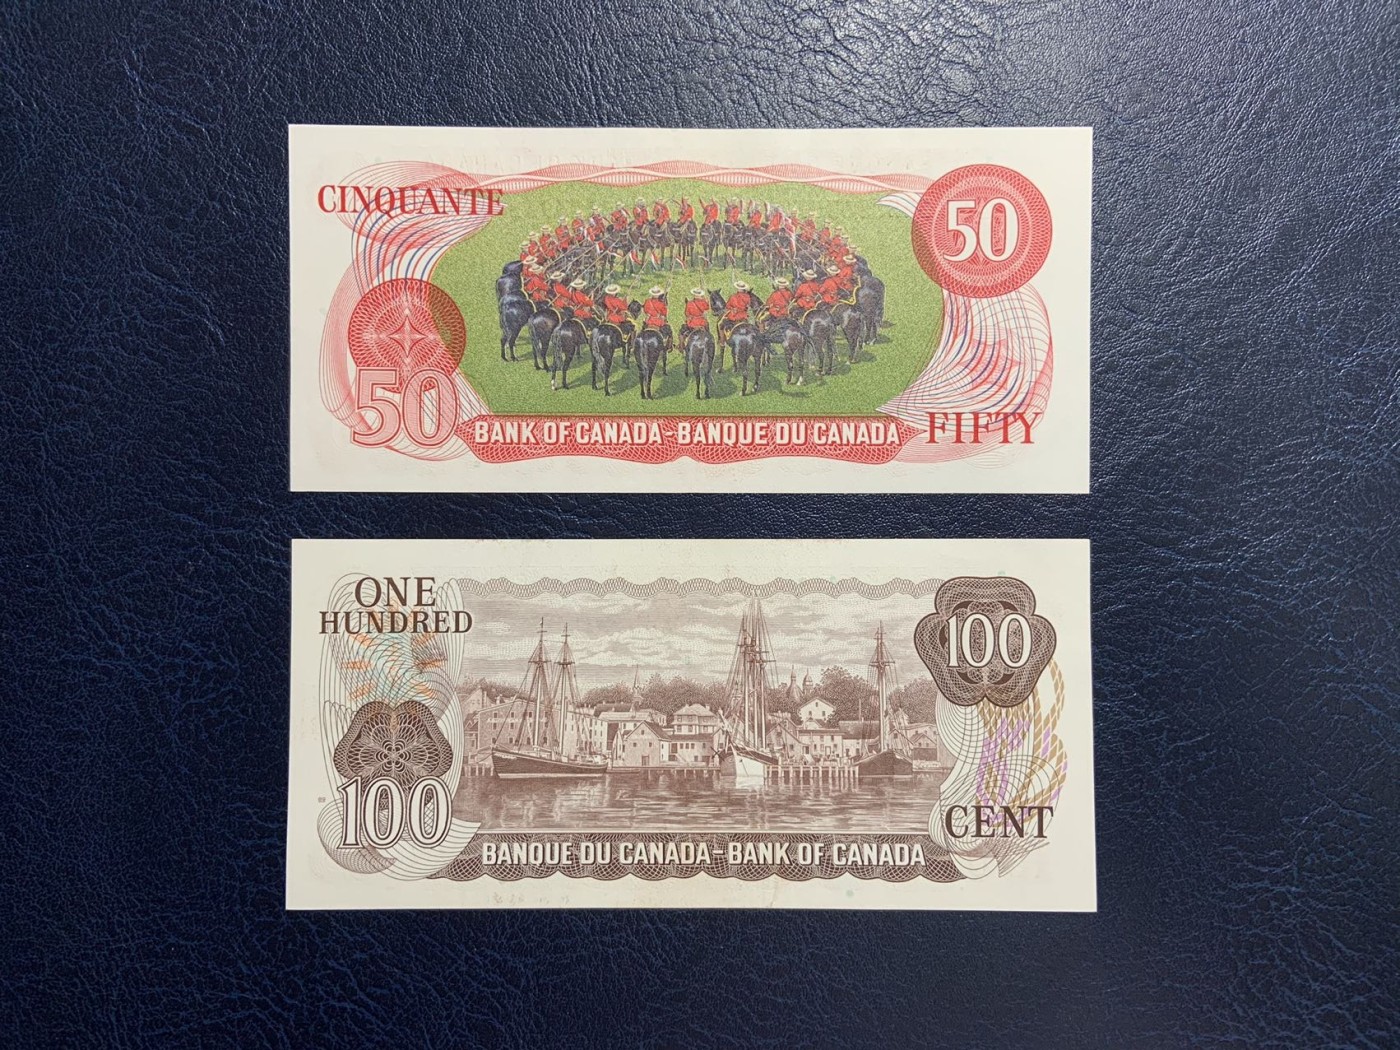 CINQUANTE
50
50
BANK OF CANADA-BANQUE DU CANADA
FIFTY
ONE
HUNDRED
100
100
CENT
BANQUE DU CANADA-BANK OF CANADA